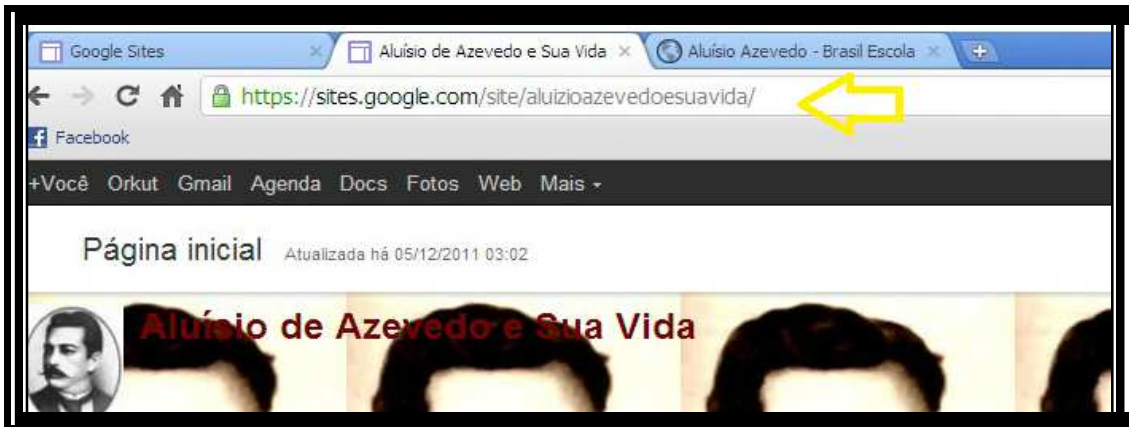 Google Sites
Aluísio de Azevedo e Sua Vida
Aluísio Azevedo - Brasil Escola
https://sites.google.com/site/aluizioazevedoesuavida/
Facebook
+Você Orkut Gmail Agenda Docs Fotos Web Mais
Página inicial Atualizada há 05/12/2011 03:02
Aluísio de Azevedo e Sua Vida